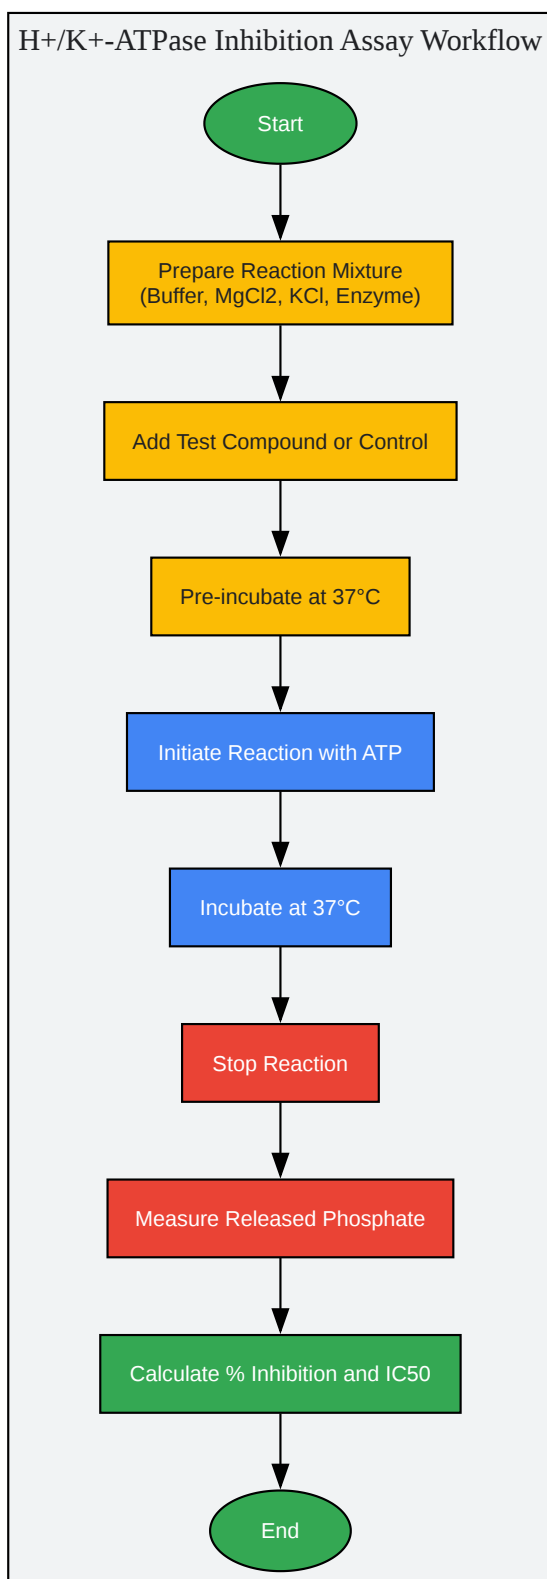 H+/K+-ATPase Inhibition Assay Workflow
Start
Prepare Reaction Mixture
(Buffer, MgCl2, KCl, Enzyme)
Add Test Compound or Control
Pre-incubate at 37°C
Initiate Reaction with ATP
Incubate at 37°C
Stop Reaction
Measure Released Phosphate
Calculate % Inhibition and IC50
End